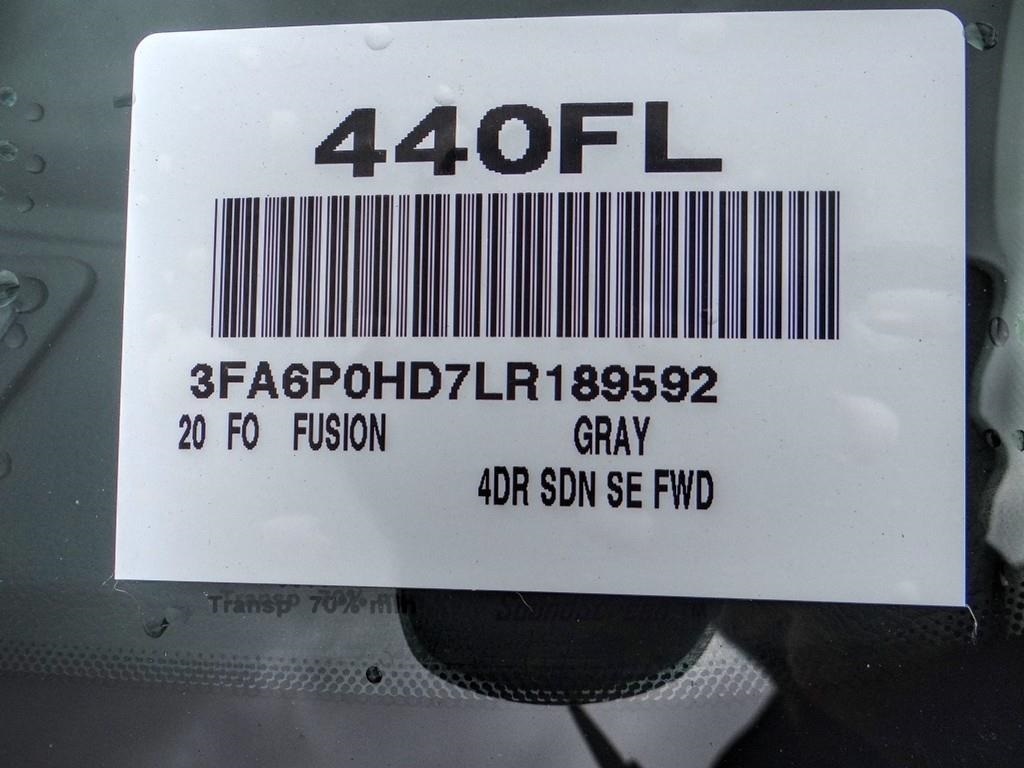 440FL
3FA6P0HD7LR189592
20 FO FUSION GRAY
4DR SDN SE FWD
Transp 70% min